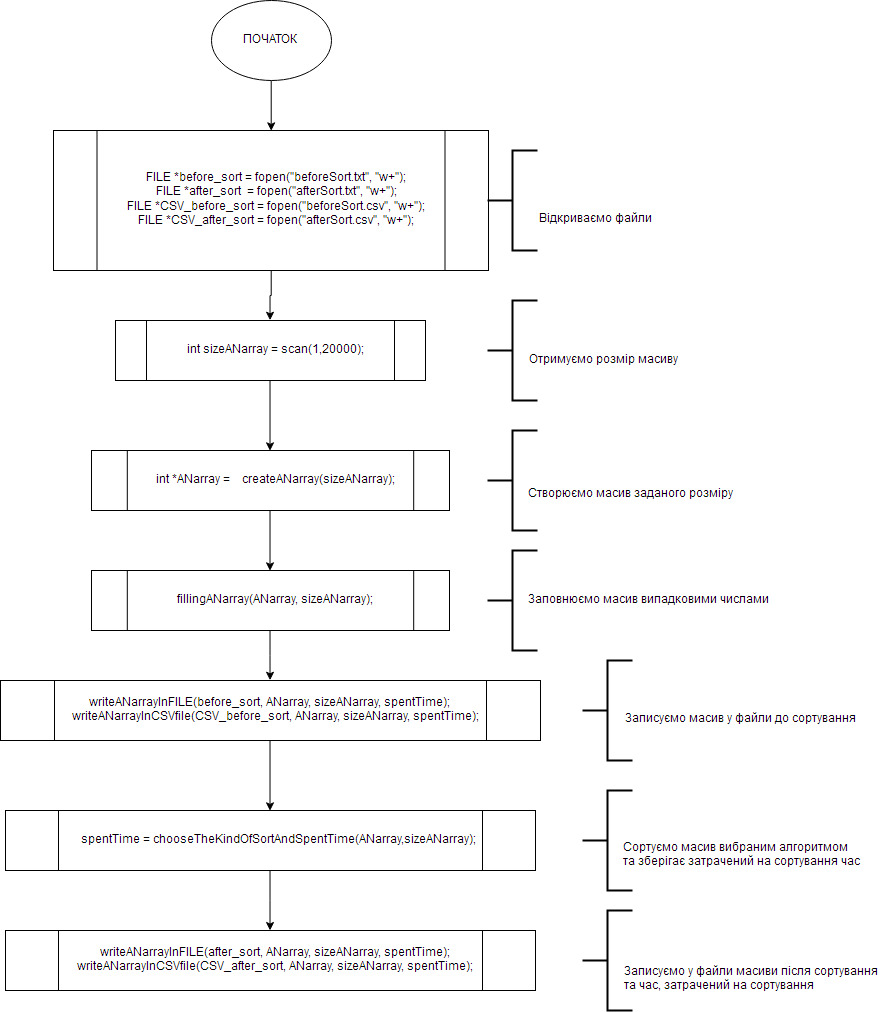 ПОЧАТОК
FILE *before_sort = fopen("beforeSort.txt", "w+");
FILE *after_sort = fopen("afterSort.txt", "w+");
FILE *CSV_before_sort = fopen("beforeSort.csv", "w+");
FILE *CSV_after_sort = fopen("afterSort.csv", "w+");
Відкриваємо файли
int sizeANarray = scan(1,20000);
Отримуємо розмір масиву
int *ANarray = createANarray(sizeANarray);
Створюємо масив заданого розміру
fillingANarray(ANarray, sizeANarray);
Заповнюємо масив випадковими числами
writeANarrayInFILE(before_sort, ANarray, sizeANarray, spentTime);
writeANarrayInCSVfile(CSV_before_sort, ANarray, sizeANarray, spentTime);
Записуємо масив у файли до сортування
spentTime = chooseTheKindOfSortAndSpentTime(ANarray,sizeANarray);
Сортуємо масив вибраним алгоритмом
та зберігає затрачений на сортування час
writeANarrayInFILE(after_sort, ANarray, sizeANarray, spentTime);
writeANarrayInCSVfile(CSV_after_sort, ANarray, sizeANarray, spentTime);
Записуємо у файли масиви після сортування
та час, затрачений на сортування